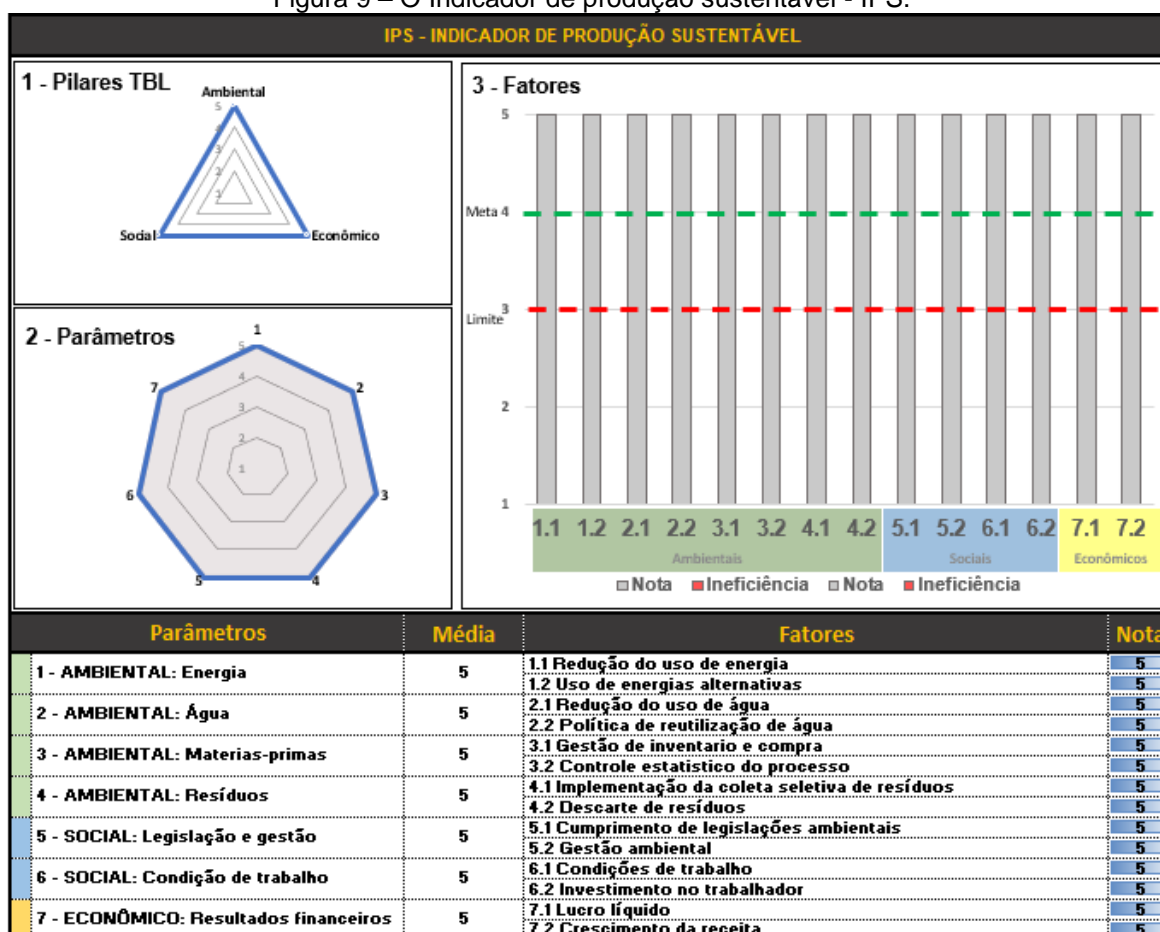 Figura 9 – O Indicador de produção sustentável - IPS.
IPS - INDICADOR DE PRODUÇÃO SUSTENTÁVEL
1 - Pilares TBL
Ambiental
5
4
3
2
1
Social
Econômico
2 - Parâmetros
1
5
4
3
2
1
7
2
6
3
5
4
3 - Fatores
5
Meta 4
3
Limite
2
1
1.1 1.2 2.1 2.2 3.1 3.2 4.1 4.2 5.1 5.2 6.1 6.2 7.1 7.2
Ambientais Sociais Econômicos
Nota Ineficiência Nota Ineficiência
Parâmetros Média Fatores Nota
1 - AMBIENTAL: Energia 5 1.1 Redução do uso de energia 5
1.2 Uso de energias alternativas 5
2 - AMBIENTAL: Água 5 2.1 Redução do uso de água 5
2.2 Política de reutilização de água 5
3 - AMBIENTAL: Materias-primas 5 3.1 Gestão de inventario e compra 5
3.2 Controle estatistico do processo 5
4 - AMBIENTAL: Resíduos 5 4.1 Implementação da coleta seletiva de resíduos 5
4.2 Descarte de resíduos 5
5 - SOCIAL: Legislação e gestão 5 5.1 Cumprimento de legislações ambientais 5
5.2 Gestão ambiental 5
6 - SOCIAL: Condição de trabalho 5 6.1 Condições de trabalho 5
6.2 Investimento no trabalhador 5
7 - ECONÔMICO: Resultados financeiros 5 7.1 Lucro líquido 5
7.2 Crescimento da receita 5